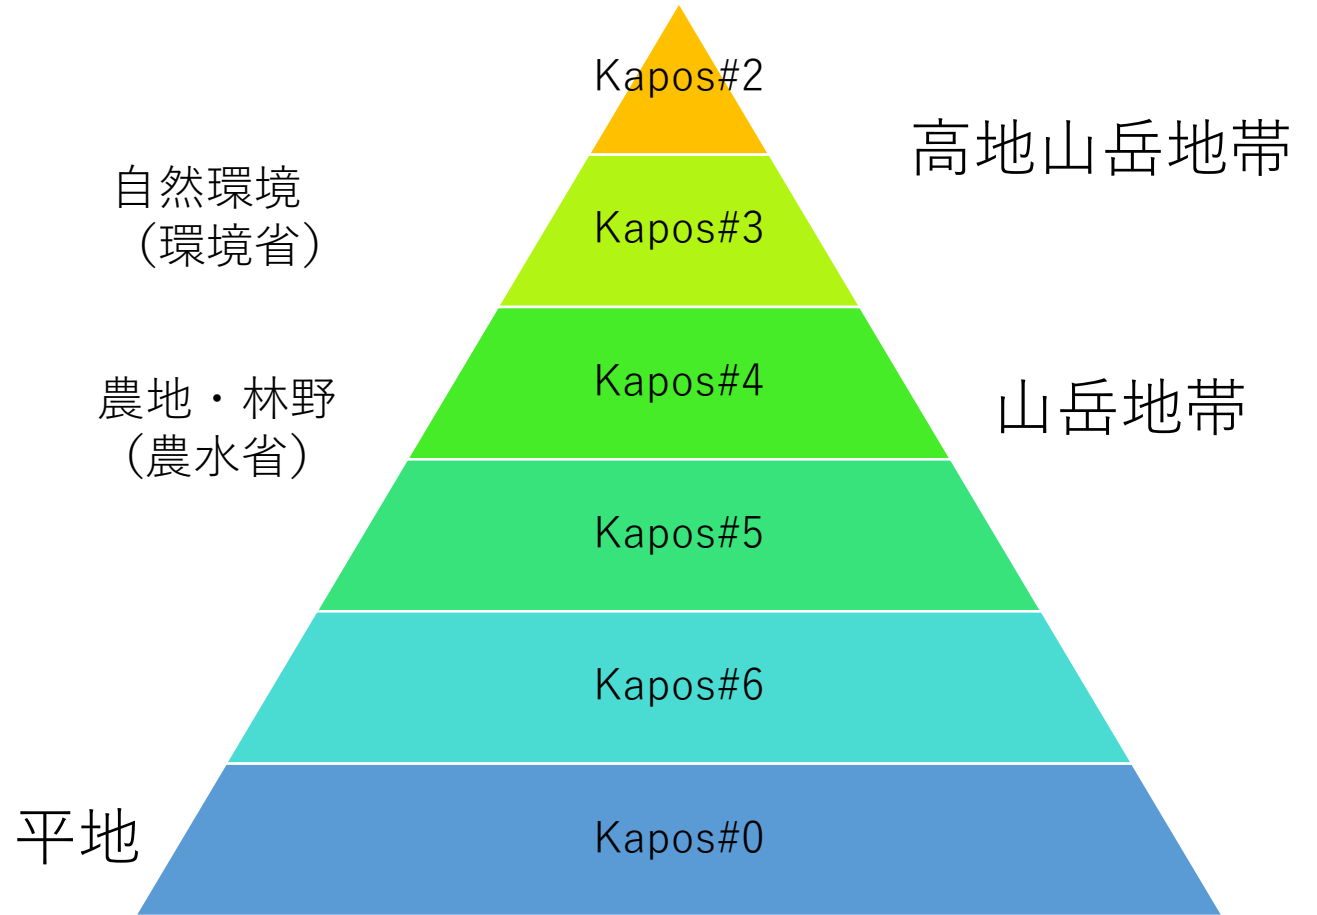 Kapos#2
高地山岳地帯
自然環境
（環境省）
Kapos#3
農地・林野
（農水省）
Kapos#4
山岳地帯
Kapos#5
Kapos#6
平地
Kapos#0